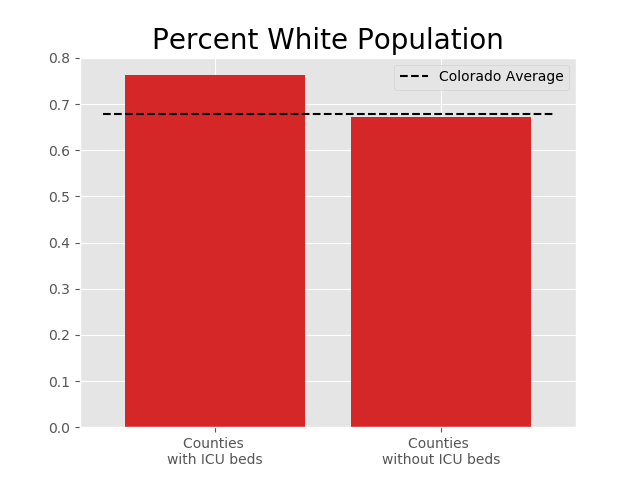 Percent White Population
Colorado Average
0.8
0.7
0.6
0.5
0.4
0.3
0.2
0.1
0.0
Counties
with ICU beds
Counties
without ICU beds